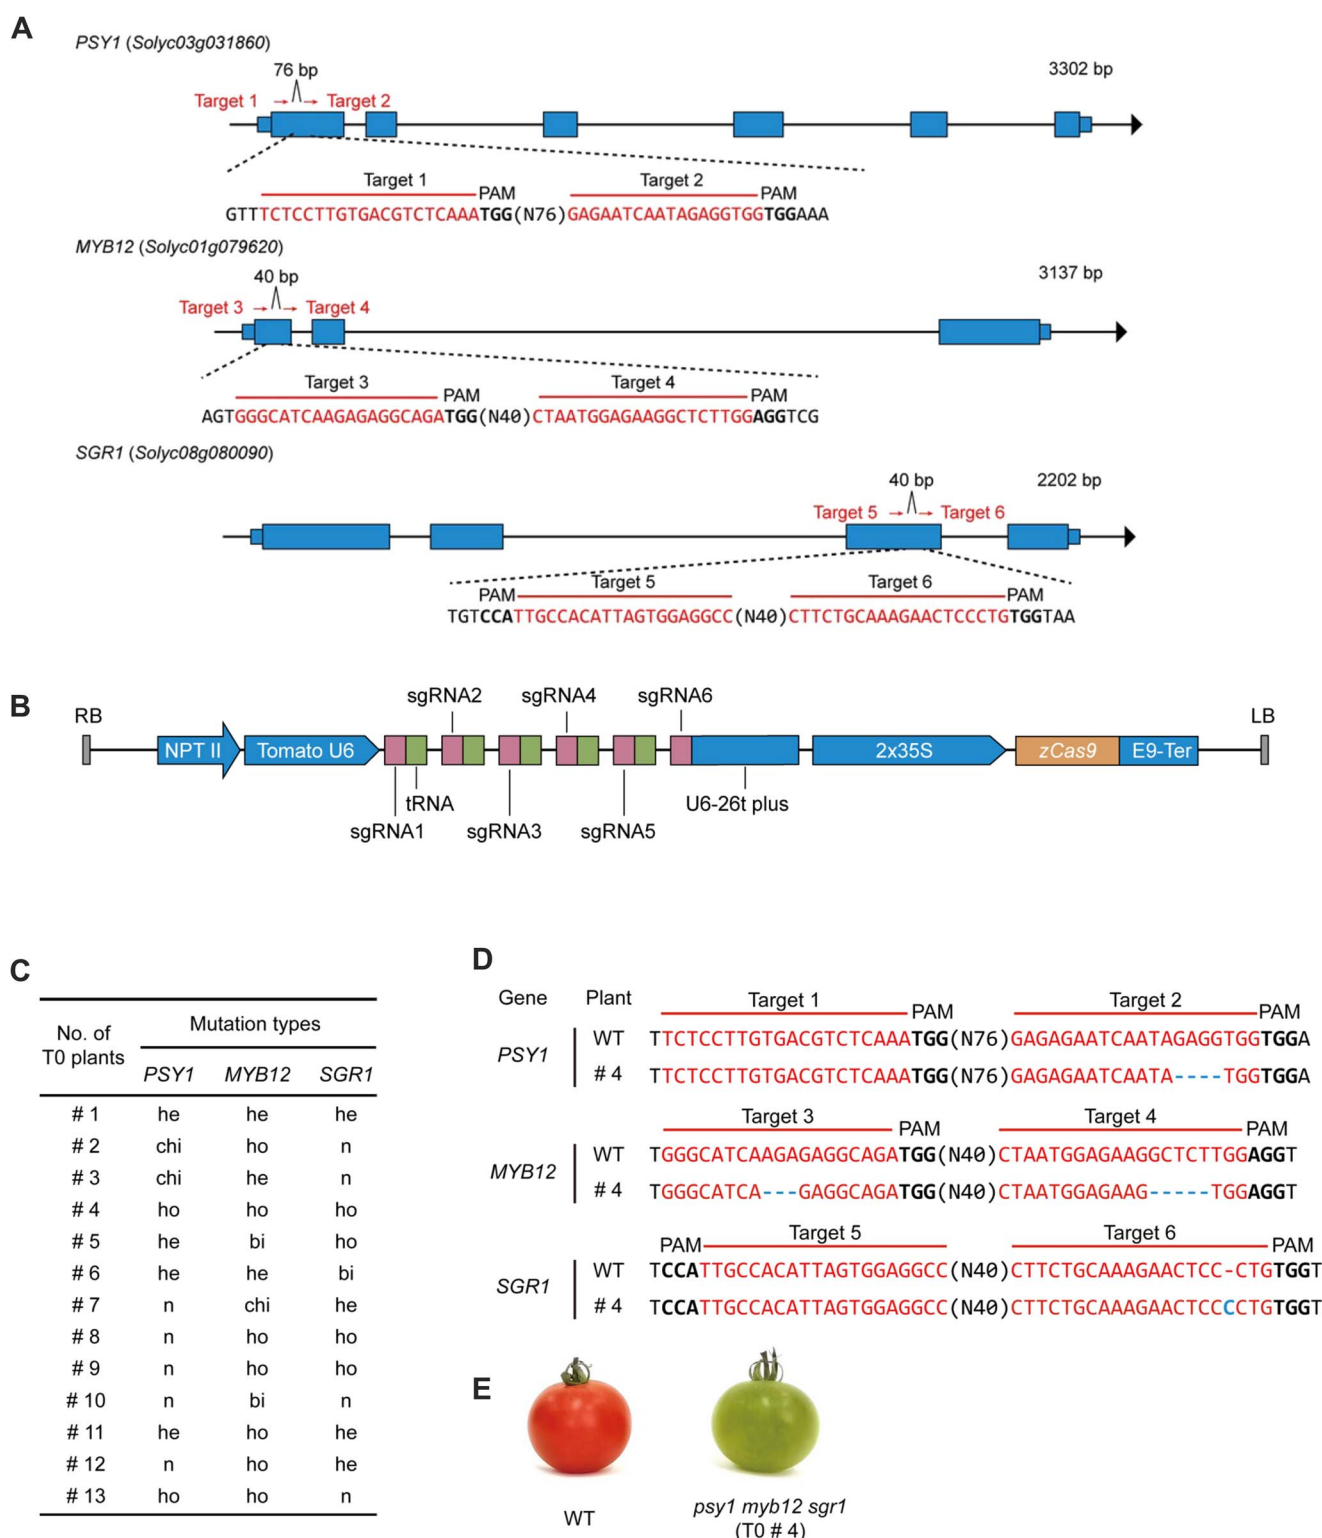 A
PSY1 (Solyc03g031860)
76 bp
3302 bp
Target 1 Target 2
Target 1 PAM Target 2 PAM
GTTTCTCCTTGTGACGTCTCAAATGG(N76)GAGAATCAATAGAGGTGGTGGAAA
MYB12 (Solyc01g079620)
40 bp
3137 bp
Target 3 Target 4
Target 3 PAM Target 4 PAM
AGTGGGCATCAAGAGAGGCAGATGG(N40)CTAATGGAGAAGGCTCTTGGAGGTCG
SGR1 (Solyc08g080090)
40 bp
2202 bp
Target 5 Target 6
PAM Target 5 Target 6 PAM
TGTCCATTGCCACATTAGTGGAGGCC(N40)CTTCTGCAAAGAACTCCCTGTGGTAA
B
RB
sgRNA2 sgRNA4 sgRNA6
LB
NPT II Tomato U6 2x35S zCas9 E9-Ter
tRNA U6-26t plus
sgRNA1 sgRNA3 sgRNA5
C
No. of T0 plants
Mutation types
PSY1 MYB12 SGR1
# 1 he he he
# 2 chi ho n
# 3 chi he n
# 4 ho ho ho
# 5 he bi ho
# 6 he he bi
# 7 n chi he
# 8 n ho ho
# 9 n ho ho
# 10 n bi n
# 11 he ho he
# 12 n ho he
# 13 ho ho n
D
Gene Plant Target 1 PAM Target 2 PAM
PSY1
WT TTCTCCTTGTGACGTCTCAAATGG(N76)GAGAGAATCAATAGAGGTGGTGGA
# 4 TTCTCCTTGTGACGTCTCAAATGG(N76)GAGAGAATCAATA----TGGTGGA
Target 3 PAM Target 4 PAM
MYB12
WT TGGGCATCAAGAGAGGCAGATGG(N40)CTAATGGAGAAGGCTCTTGGAGGT
# 4 TGGGCATCA---GAGGCAGATGG(N40)CTAATGGAGAAG-----TGGAGGT
PAM Target 5 Target 6 PAM
SGR1
WT TCCATTGCCACATTAGTGGAGGCC(N40)CTTCTGCAAAGAACTCC-CTGTGGT
# 4 TCCATTGCCACATTAGTGGAGGCC(N40)CTTCTGCAAAGAACTCCCCTGTGGT
E
WT
psy1 myb12 sgr1
(T0 # 4)